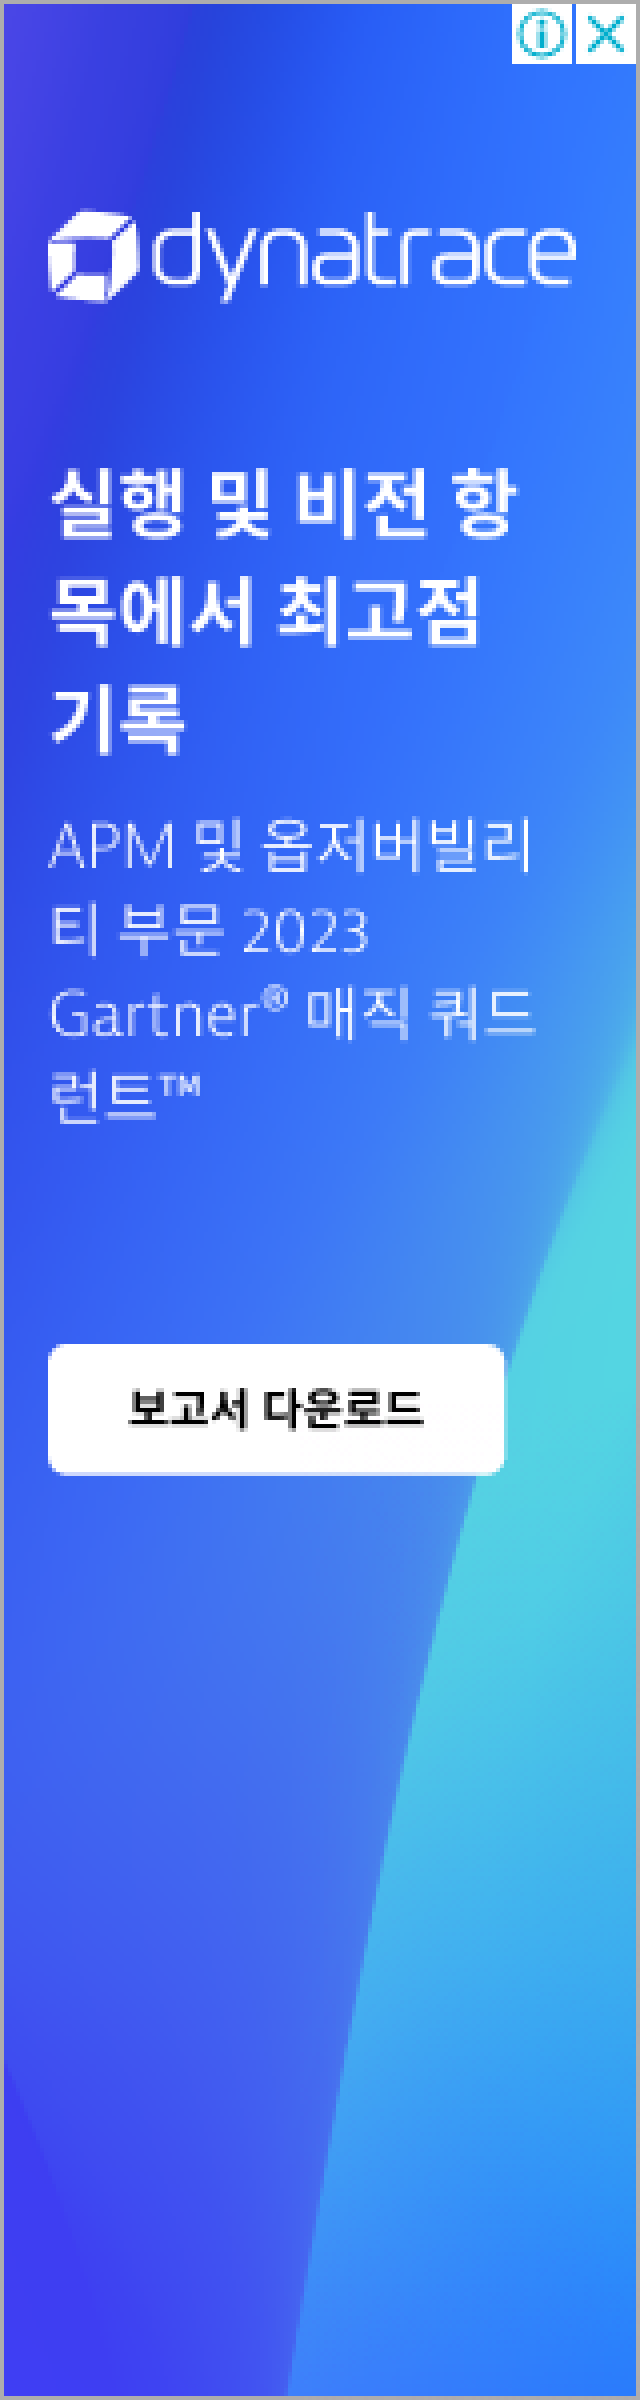 dynatrace
실행 및 비전 항
목에서 최고점
기록
APM 및 옵저버빌리
티 부문 2023
Gartner® 매직 쿼드
런트™
보고서 다운로드